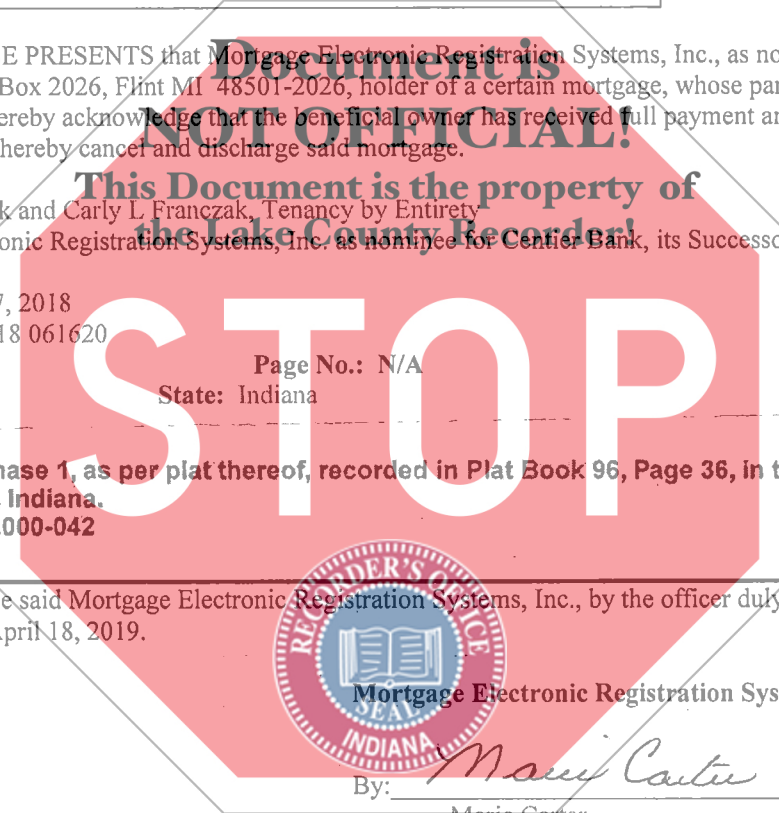 E PRESENTS that Mortgage Electronic Registration Systems, Inc., as no
Document is
Box 2026, Flint MI 48501-2026, holder of a certain mortgage, whose par
ereby acknowledge that the beneficial owner has received full payment an
NOT OFFICIAL!
hereby cancel and discharge said mortgage.
This Document is the property of
k and Carly L Franczak, Tenancy by Entirety
the Lake County Recorder!
onic Registration Systems, Inc. as nominee for Centier Bank, its Successo
7, 2018
18 061620
STOP
Page No.: N/A
State: Indiana
hase 1, as per plat thereof, recorded in Plat Book 96, Page 36, in t
Indiana.
000-042
RECORDER'S OFFICE
e said Mortgage Electronic Registration Systems, Inc., by the officer duly
April 18, 2019.
SEAL
INDIANA
Mortgage Electronic Registration Sys
By: Maria Carter